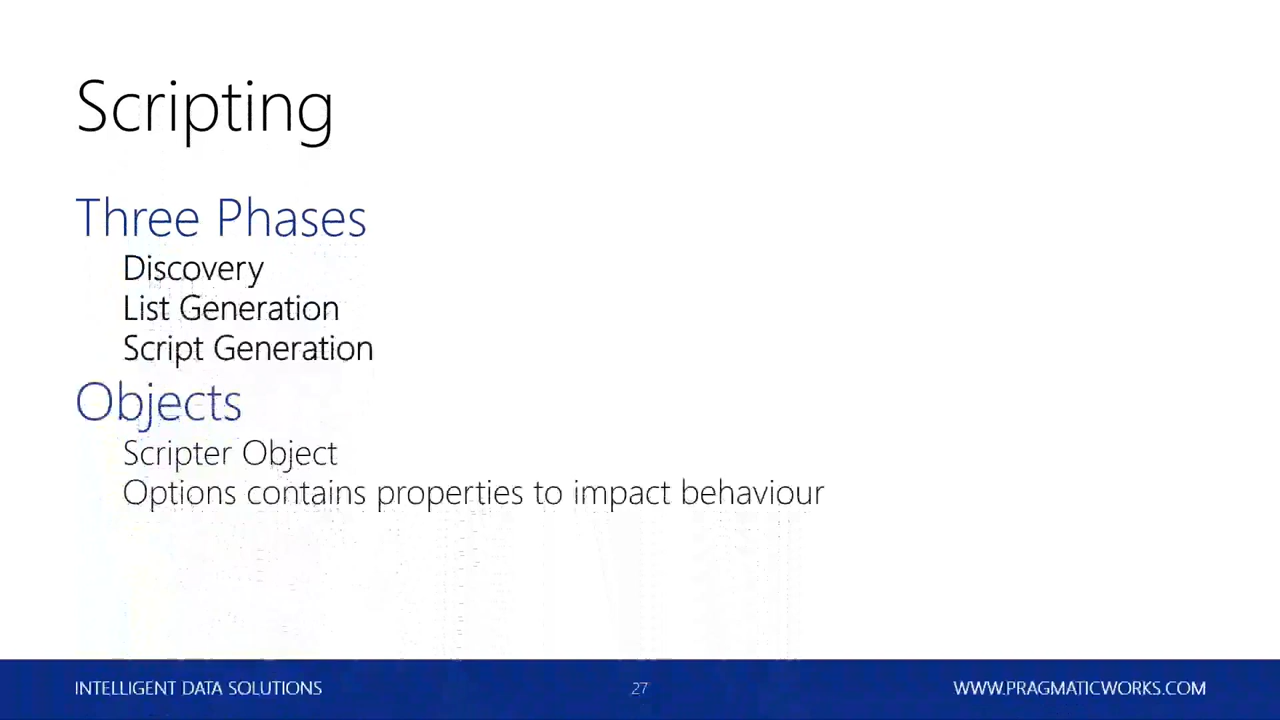 Scripting
Three Phases
Discovery
List Generation
Script Generation
Objects
Scripter Object
Options contains properties to impact behaviour
INTELLIGENT DATA SOLUTIONS
27
WWW.PRAGMATICWORKS.COM